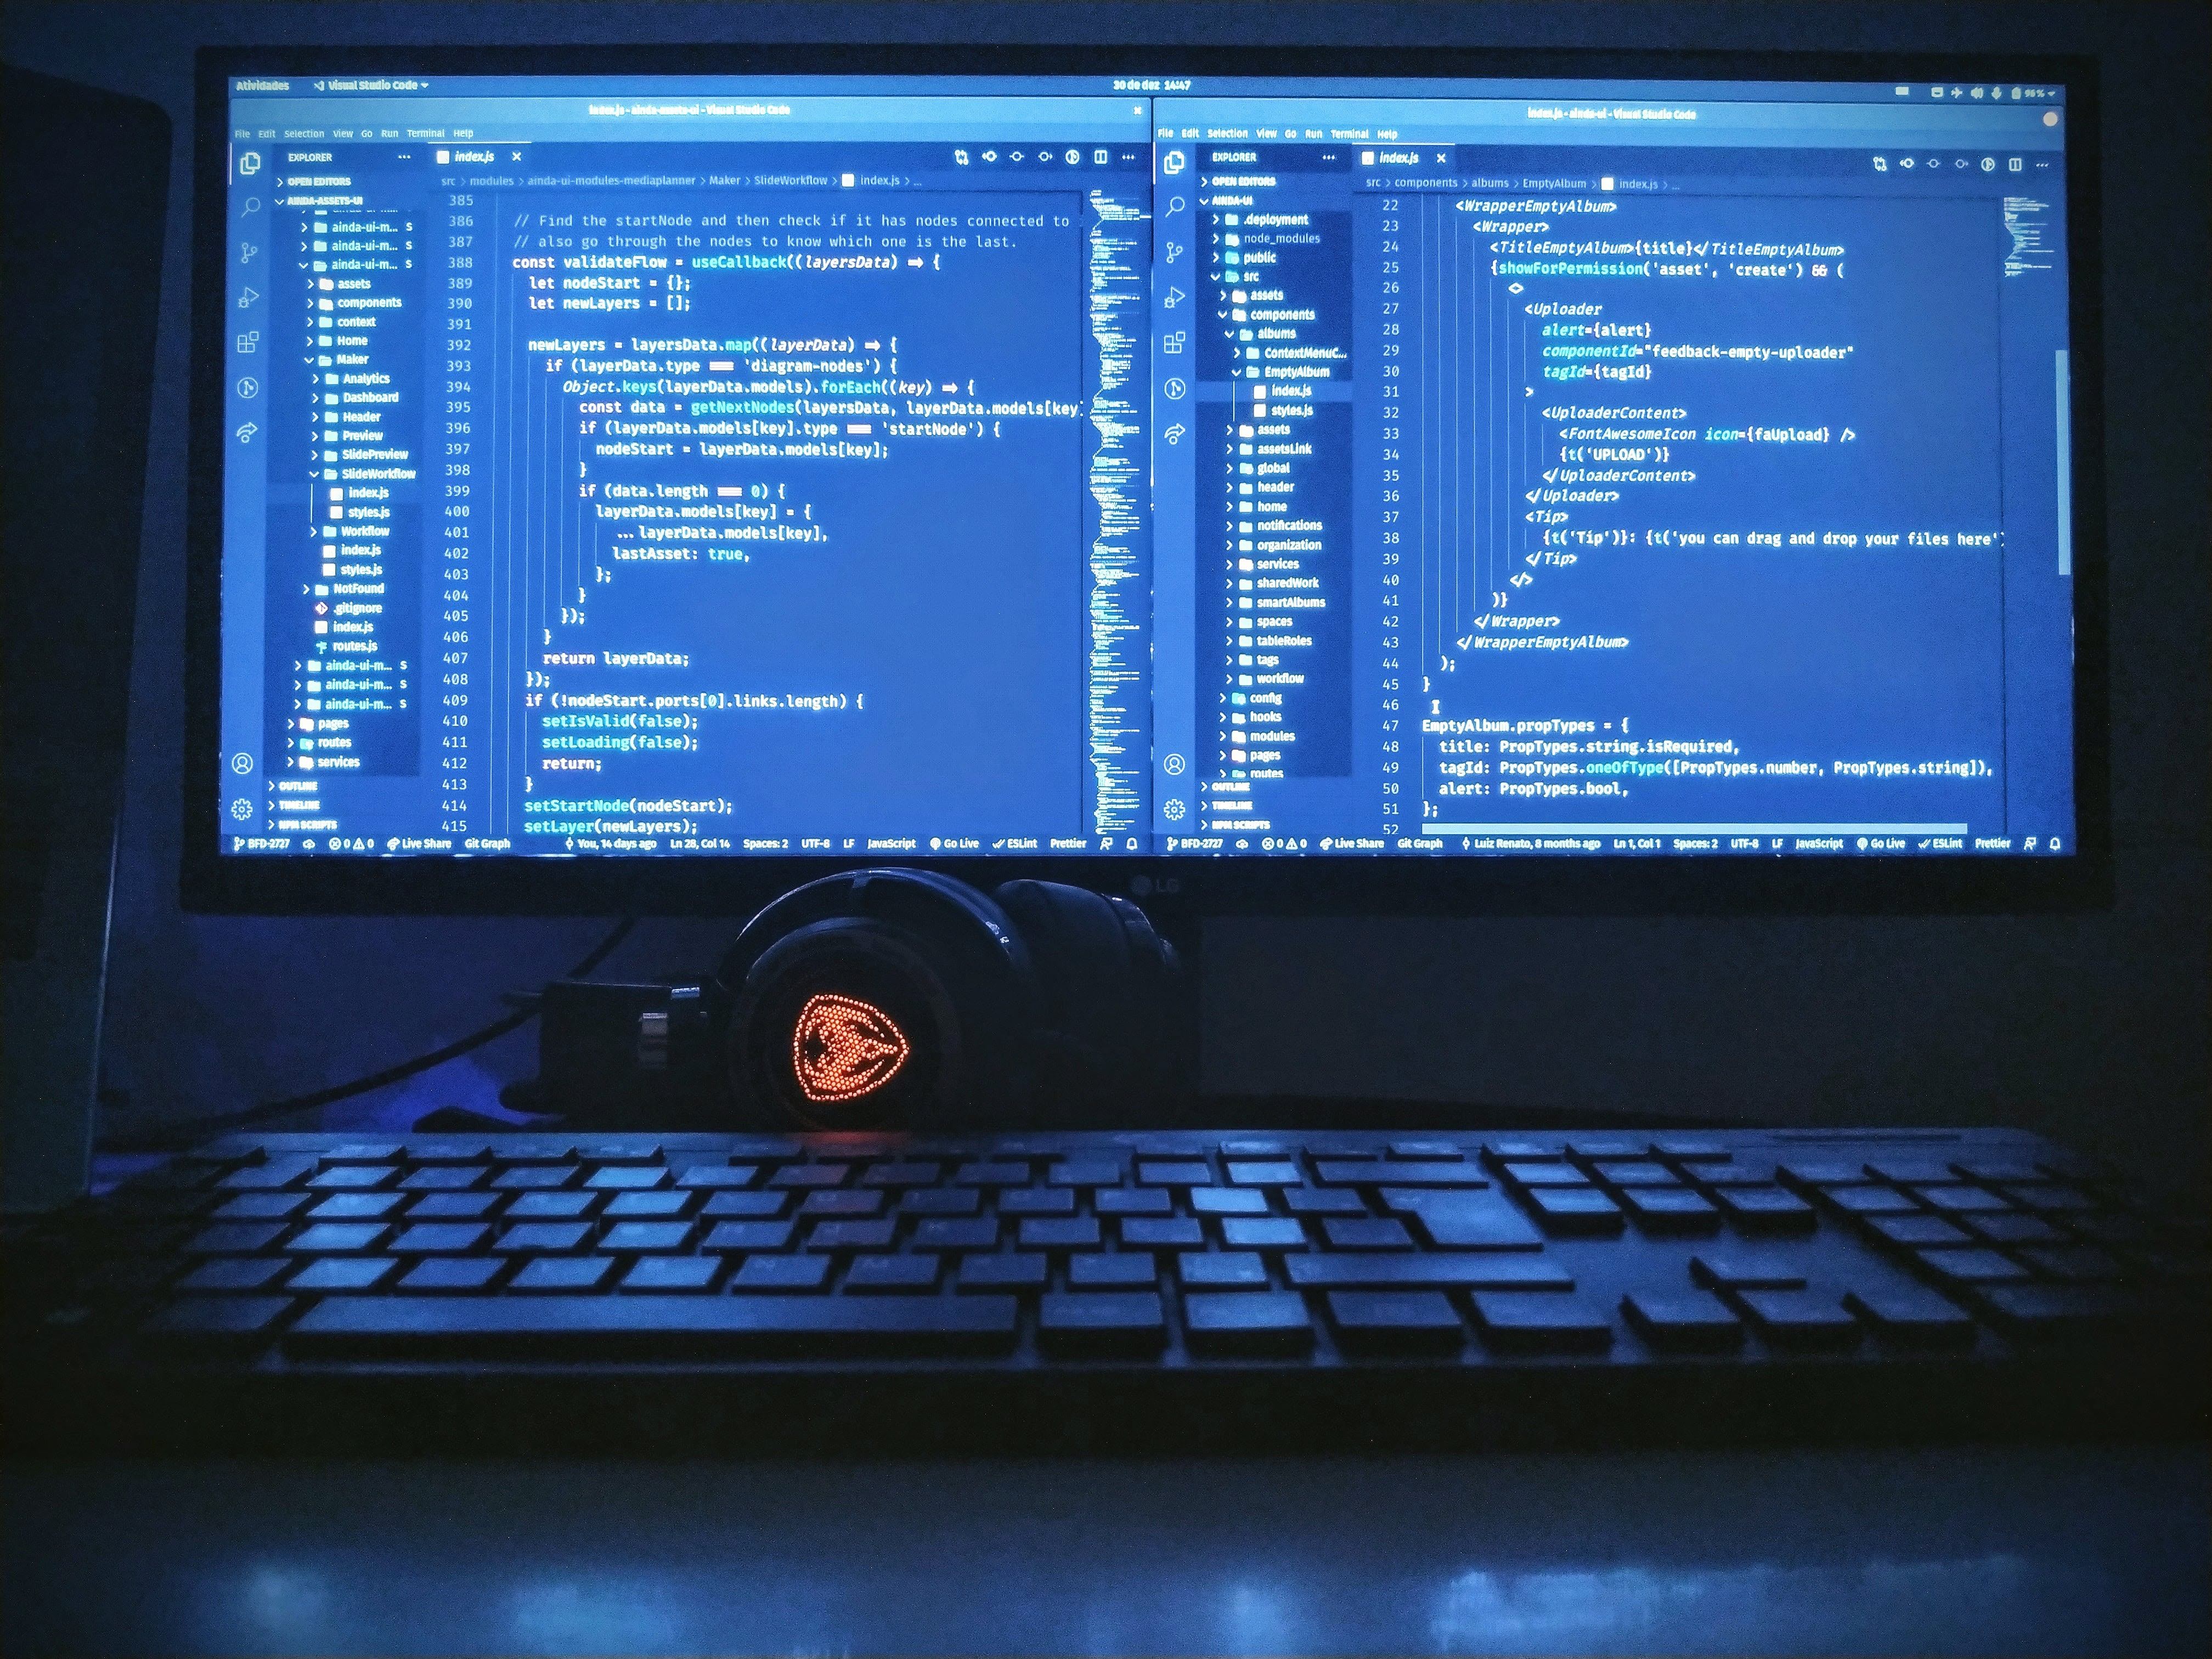 Atividades
Visual Studio Code
30 de dez 14:47
95%
index.js - ainda-assets-ui - Visual Studio Code
File Edit Selection View Go Run Terminal Help
EXPLORER
index.js
OPEN EDITORS
AINDA-ASSETS-UI
ainda-ui-m... S
ainda-ui-m... S
ainda-ui-m... S
assets
components
context
Home
Maker
Analytics
Dashboard
Header
Preview
SlidePreview
SlideWorkflow
index.js
styles.js
Workflow
index.js
styles.js
NotFound
.gitignore
index.js
routes.js
ainda-ui-m... S
ainda-ui-m... S
ainda-ui-m... S
pages
routes
services
OUTLINE
TIMELINE
NPM SCRIPTS
src > modules > ainda-ui-modules-mediaplanner > Maker > SlideWorkflow > index.js > ...
385
386 // Find the startNode and then check if it has nodes connected to
387 // also go through the nodes to know which one is the last.
388 const validateFlow = useCallback((layersData) => {
389 let nodeStart = {};
390 let newLayers = [];
391
392 newLayers = layersData.map((layerData) => {
393 if (layerData.type === 'diagram-nodes') {
394 Object.keys(layerData.models).forEach((key) => {
395 const data = getNextNodes(layersData, layerData.models[key
396 if (layerData.models[key].type === 'startNode') {
397 nodeStart = layerData.models[key];
398 }
399 if (data.length === 0) {
400 layerData.models[key] = {
401 ...layerData.models[key],
402 lastAsset: true,
403 };
404 }
405 });
406 }
407 return layerData;
408 });
409 if (!nodeStart.ports[0].links.length) {
410 setIsValid(false);
411 setLoading(false);
412 return;
413 }
414 setStartNode(nodeStart);
415 setLayer(newLayers);
BFD-2727 0 0 Live Share Git Graph You, 14 days ago Ln 28, Col 14 Spaces: 2 UTF-8 LF JavaScript Go Live ESLint Prettier
index.js - ainda-ui - Visual Studio Code
File Edit Selection View Go Run Terminal Help
EXPLORER
index.js
OPEN EDITORS
AINDA-UI
.deployment
node_modules
public
src
assets
components
albums
ContextMenuC...
EmptyAlbum
index.js
styles.js
assets
assetsLink
global
header
home
notifications
organization
services
sharedWork
smartAlbums
spaces
tableRoles
tags
workflow
config
hooks
modules
pages
routes
OUTLINE
TIMELINE
NPM SCRIPTS
src > components > albums > EmptyAlbum > index.js > ...
22 <WrapperEmptyAlbum>
23 <Wrapper>
24 <TitleEmptyAlbum>{title}</TitleEmptyAlbum>
25 {showForPermission('asset', 'create') && (
26 <>
27 <Uploader
28 alert={alert}
29 componentId="feedback-empty-uploader"
30 tagId={tagId}
31 >
32 <UploaderContent>
33 <FontAwesomeIcon icon={faUpload} />
34 {t('UPLOAD')}
35 </UploaderContent>
36 </Uploader>
37 <Tip>
38 {t('Tip')}: {t('you can drag and drop your files here')
39 </Tip>
40 </>
41 )}
42 </Wrapper>
43 </WrapperEmptyAlbum>
44 );
45 }
46
47 EmptyAlbum.propTypes = {
48 title: PropTypes.string.isRequired,
49 tagId: PropTypes.oneOfType([PropTypes.number, PropTypes.string]),
50 alert: PropTypes.bool,
51 };
52
BFD-2727 0 0 Live Share Git Graph Luiz Renato, 8 months ago Ln 1, Col 1 Spaces: 2 UTF-8 LF JavaScript Go Live ESLint Prettier
LG